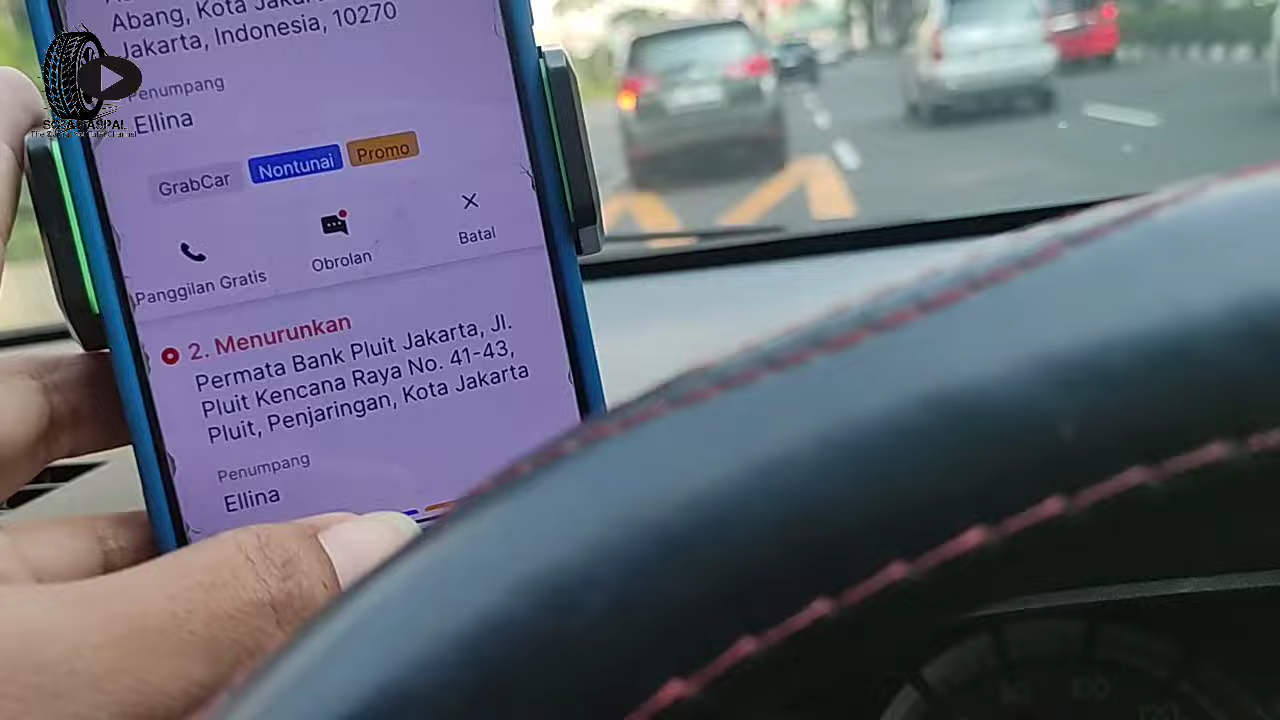 Abang, Kota
Jakarta, Indonesia, 10270
Penumpang
Ellina
GrabCar
Nontunai
Promo
Panggilan Gratis
Obrolan
Batal
2. Menurunkan
Permata Bank Pluit Jakarta, Jl.
Pluit Kencana Raya No. 41-43,
Pluit, Penjaringan, Kota Jakarta
Penumpang
Ellina